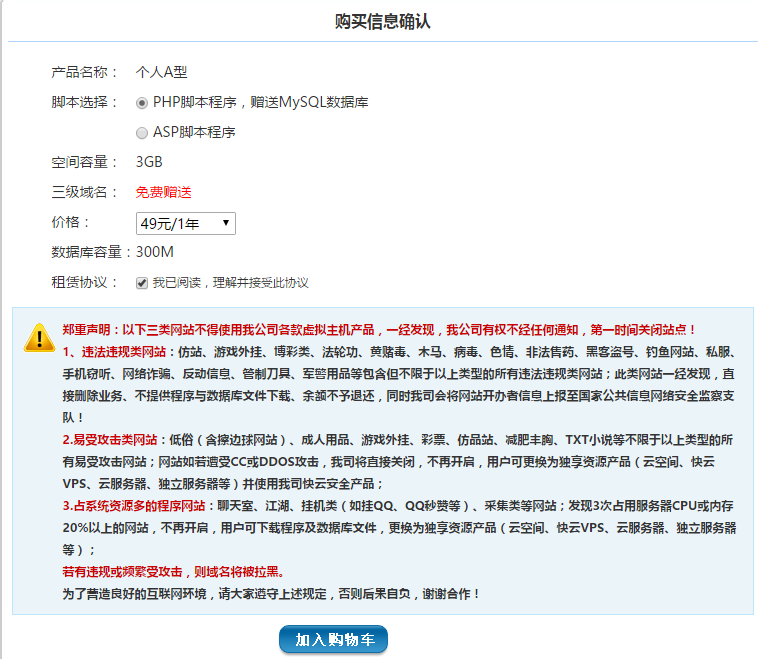 购买信息确认
产品名称： 个人A型
脚本选择： PHP脚本程序，赠送MySQL数据库
ASP脚本程序
空间容量： 3GB
三级域名： 免费赠送
价格： 49元/1年
数据库容量：300M
租赁协议： 我已阅读，理解并接受此协议
郑重声明：以下三类网站不得使用我公司各款虚拟主机产品，一经发现，我公司有权不经任何通知，第一时间关闭站点！
1、违法违规类网站：仿站、游戏外挂、博彩类、法轮功、黄赌毒、木马、病毒、色情、非法售药、黑客盗号、钓鱼网站、私服、
手机窃听、网络诈骗、反动信息、管制刀具、军警用品等包含但不限于以上类型的所有违法违规类网站；此类网站一经发现，直
接删除业务、不提供程序与数据库文件下载、余额不予退还，同时我司会将网站开办者信息上报至国家公共信息网络安全监察支
队！
2.易受攻击类网站：低俗（含擦边球网站）、成人用品、游戏外挂、彩票、仿品站、减肥丰胸、TXT小说等不限于以上类型的所
有易受攻击网站；网站如若遭受CC或DDOS攻击，我司将直接关闭，不再开启，用户可更换为独享资源产品（云空间、快云
VPS、云服务器、独立服务器等）并使用我司快云安全产品；
3.占系统资源多的程序网站：聊天室、江湖、挂机类（如挂QQ、QQ秒赞等）、采集类等网站；发现3次占用服务器CPU或内存
20%以上的网站，不再开启，用户可下载程序及数据库文件，更换为独享资源产品（云空间、快云VPS、云服务器、独立服务器
等）；
若有违规或频繁受攻击，则域名将被拉黑。
为了营造良好的互联网环境，请大家遵守上述规定，否则后果自负，谢谢合作！
加入购物车